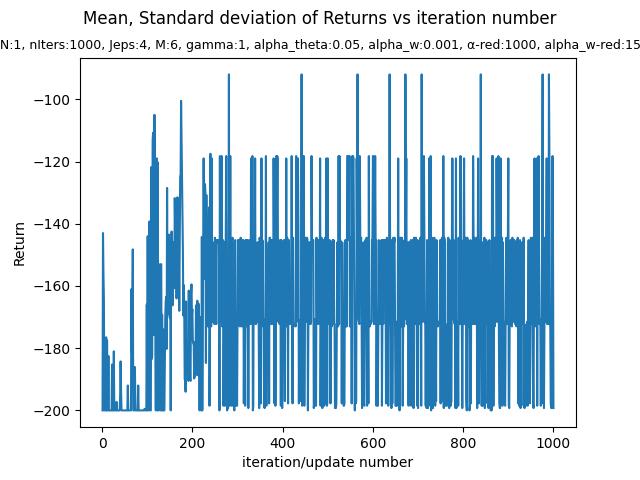 Mean, Standard deviation of Returns vs iteration number
N:1, nIters:1000, Jeps:4, M:6, gamma:1, alpha_theta:0.05, alpha_w:0.001, α-red:1000, alpha_w-red:15
−100
−120
−140
−160
−180
−200
Return
0 200 400 600 800 1000
iteration/update number